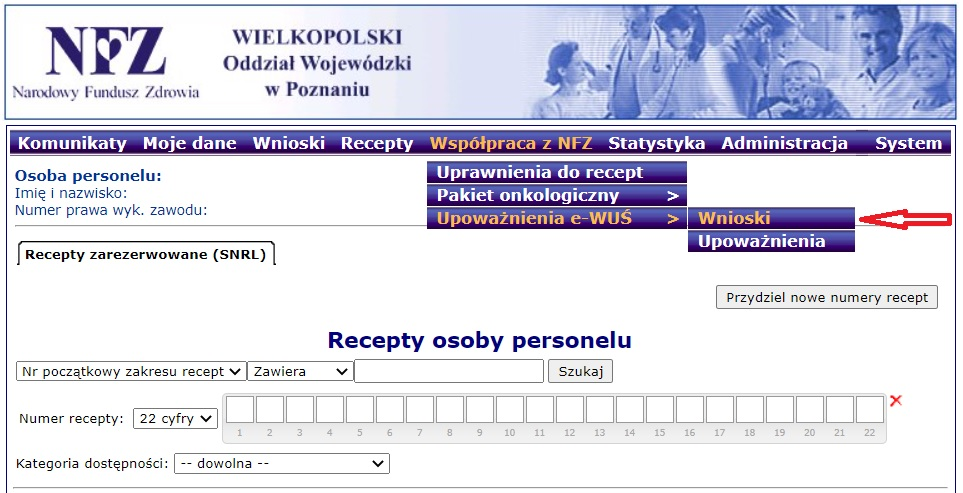 NFZ
Narodowy Fundusz Zdrowia
WIELKOPOLSKI
Oddział Wojewódzki
w Poznaniu
Komunikaty Moje dane Wnioski Recepty Współpraca z NFZ Statystyka Administracja System
Uprawnienia do recept
Pakiet onkologiczny >
Upoważnienia e-WUŚ > Wnioski
Upoważnienia
Osoba personelu:
Imię i nazwisko:
Numer prawa wyk. zawodu:
Recepty zarezerwowane (SNRL)
Przydziel nowe numery recept
Recepty osoby personelu
Nr początkowy zakresu recept Zawiera Szukaj
Numer recepty: 22 cyfry
1 2 3 4 5 6 7 8 9 10 11 12 13 14 15 16 17 18 19 20 21 22
Kategoria dostępności: -- dowolna --